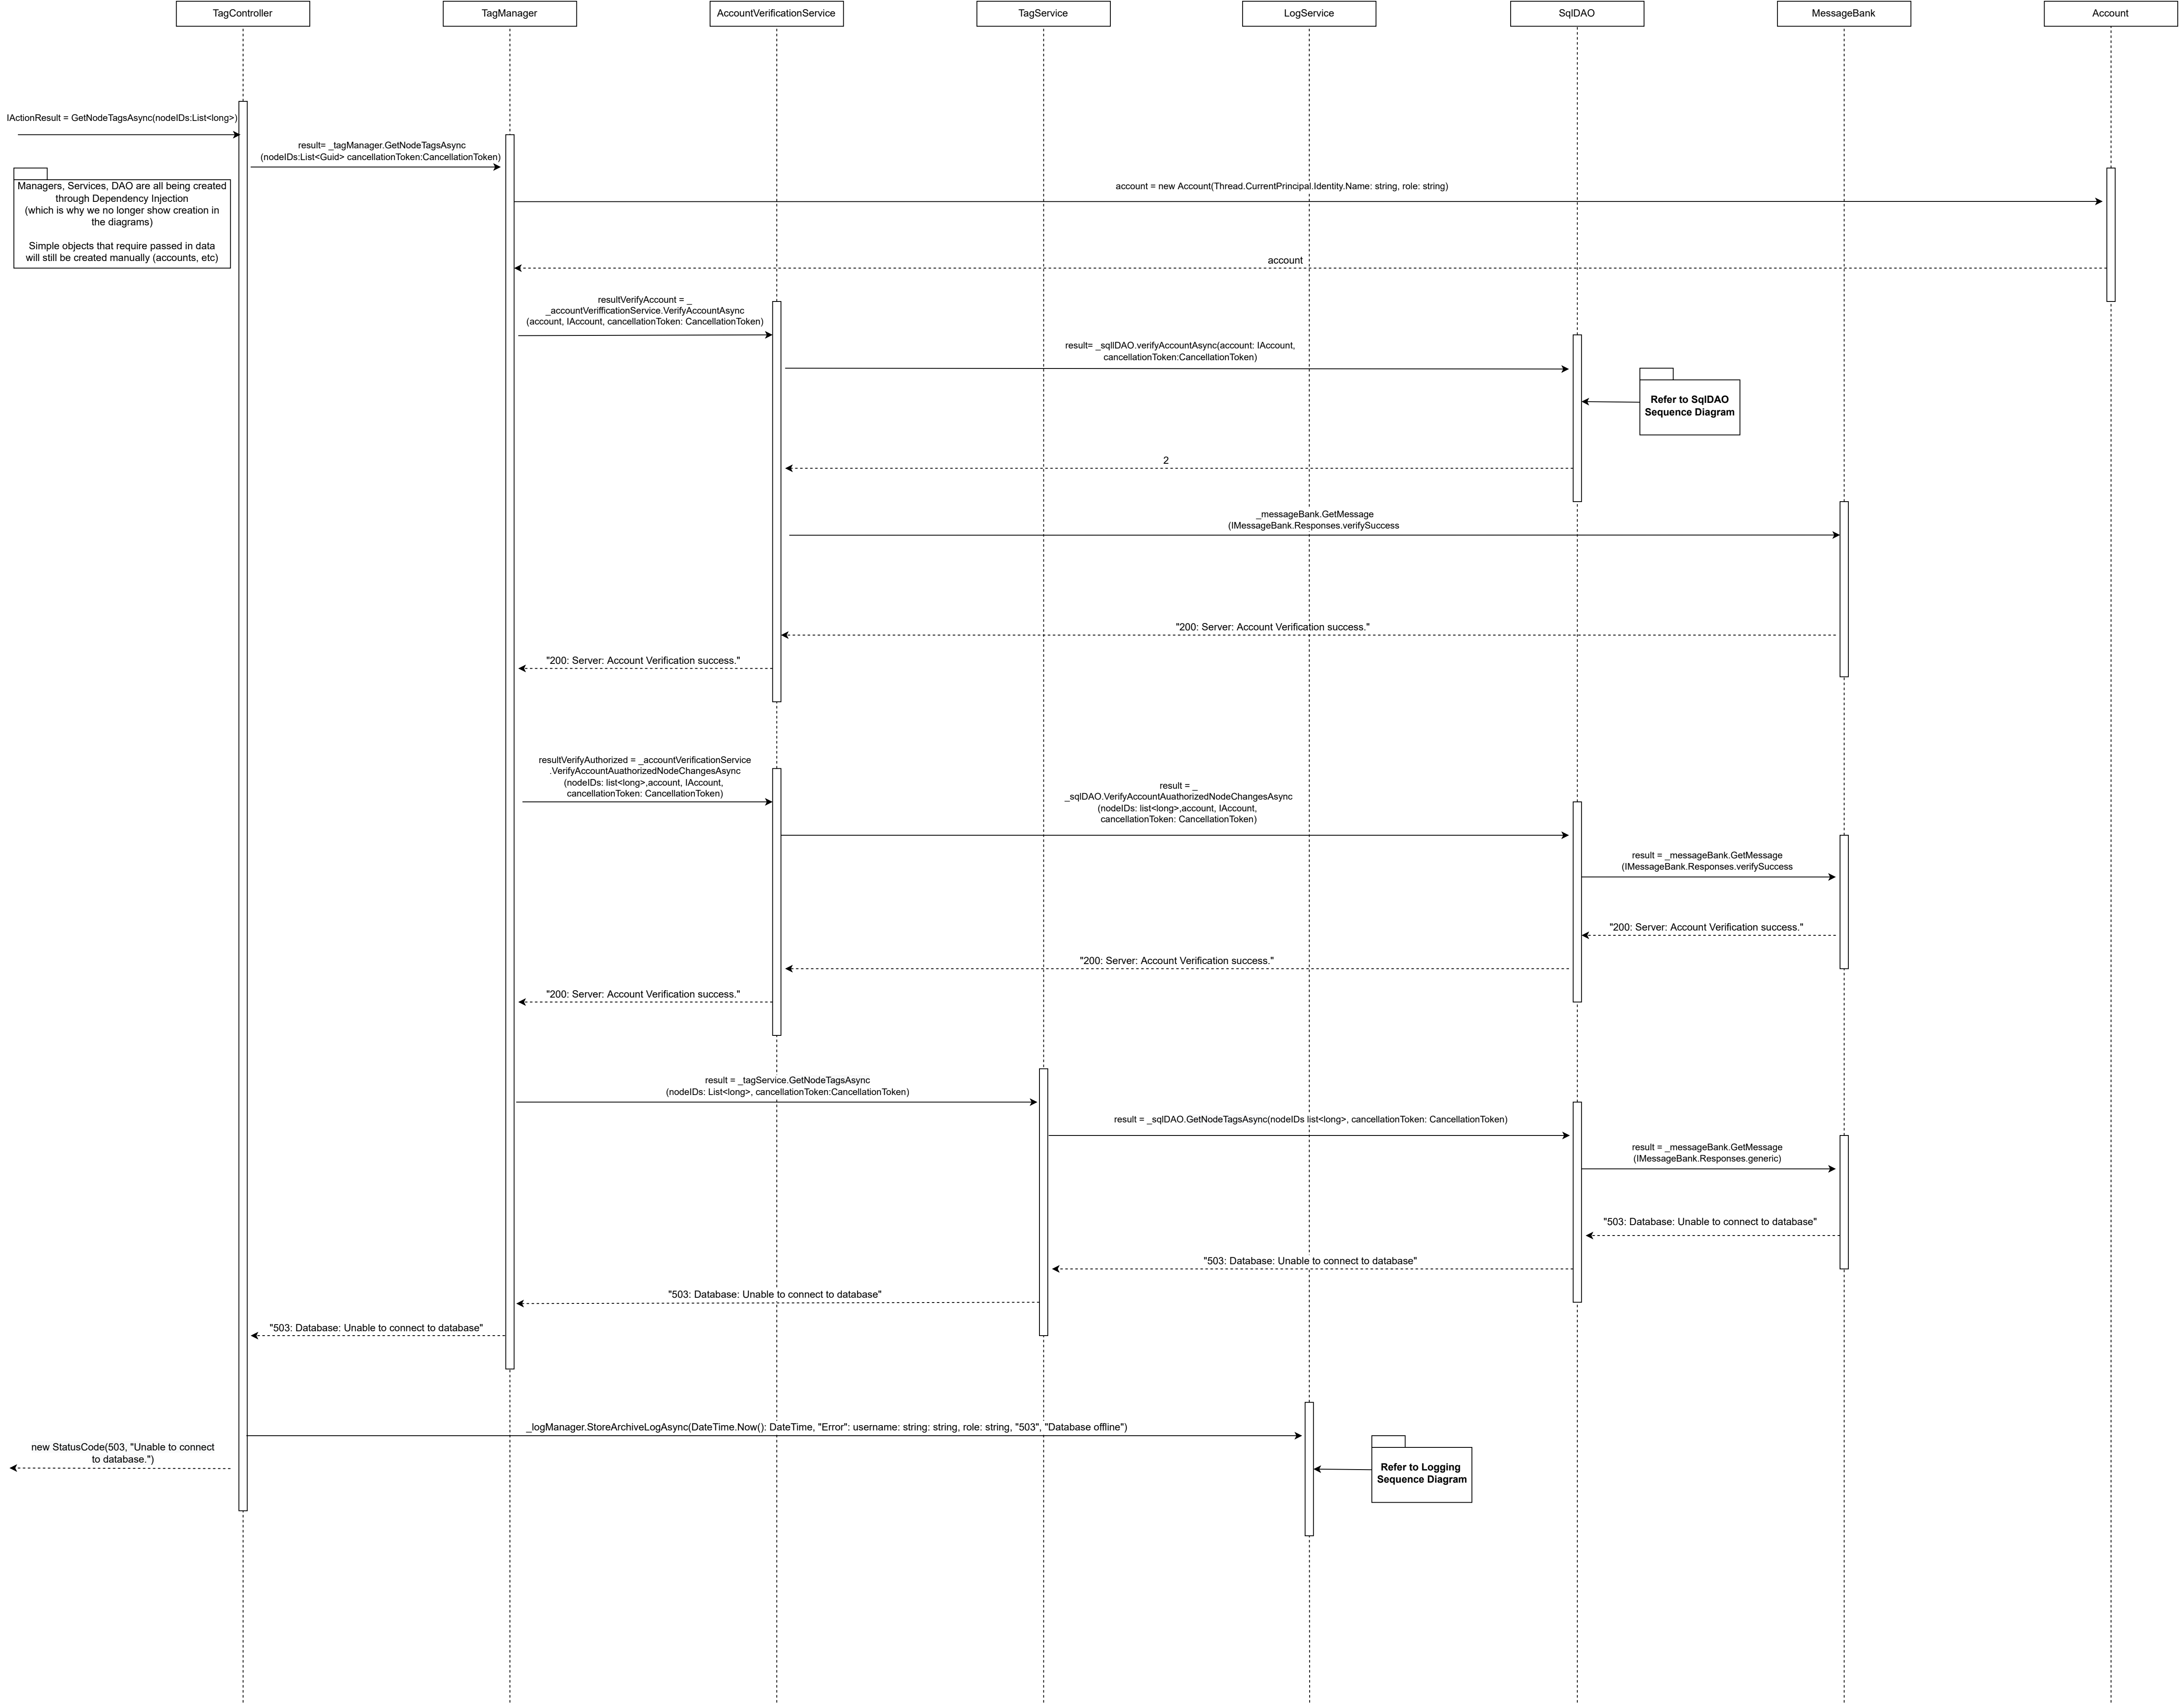 TagController
TagManager
AccountVerificationService
TagService
LogService
SqlDAO
MessageBank
Account
IActionResult = GetNodeTagsAsync(nodeIDs:List<long>)
result= _tagManager.GetNodeTagsAsync
(nodeIDs:List<Guid> cancellationToken:CancellationToken)
Managers, Services, DAO are all being created
through Dependency Injection
(which is why we no longer show creation in
the diagrams)
Simple objects that require passed in data
will still be created manually (accounts, etc)
account = new Account(Thread.CurrentPrincipal.Identity.Name: string, role: string)
account
resultVerifyAccount = _
_accountVerifficationService.VerifyAccountAsync
(account, IAccount, cancellationToken: CancellationToken)
result= _sqllDAO.verifyAccountAsync(account: IAccount,
cancellationToken:CancellationToken)
Refer to SqlDAO
Sequence Diagram
2
_messageBank.GetMessage
(IMessageBank.Responses.verifySuccess
"200: Server: Account Verification success."
"200: Server: Account Verification success."
resultVerifyAuthorized = _accountVerificationService
.VerifyAccountAuathorizedNodeChangesAsync
(nodeIDs: list<long>,account, IAccount,
cancellationToken: CancellationToken)
result = _
_sqlDAO.VerifyAccountAuathorizedNodeChangesAsync
(nodeIDs: list<long>,account, IAccount,
cancellationToken: CancellationToken)
result = _messageBank.GetMessage
(IMessageBank.Responses.verifySuccess
"200: Server: Account Verification success."
"200: Server: Account Verification success."
"200: Server: Account Verification success."
result = _tagService.GetNodeTagsAsync
(nodeIDs: List<long>, cancellationToken:CancellationToken)
result = _sqlDAO.GetNodeTagsAsync(nodeIDs list<long>, cancellationToken: CancellationToken)
result = _messageBank.GetMessage
(IMessageBank.Responses.generic)
"503: Database: Unable to connect to database"
"503: Database: Unable to connect to database"
"503: Database: Unable to connect to database"
"503: Database: Unable to connect to database"
_logManager.StoreArchiveLogAsync(DateTime.Now(): DateTime, "Error": username: string: string, role: string, "503", "Database offline")
new StatusCode(503, "Unable to connect
to database.")
Refer to Logging
Sequence Diagram